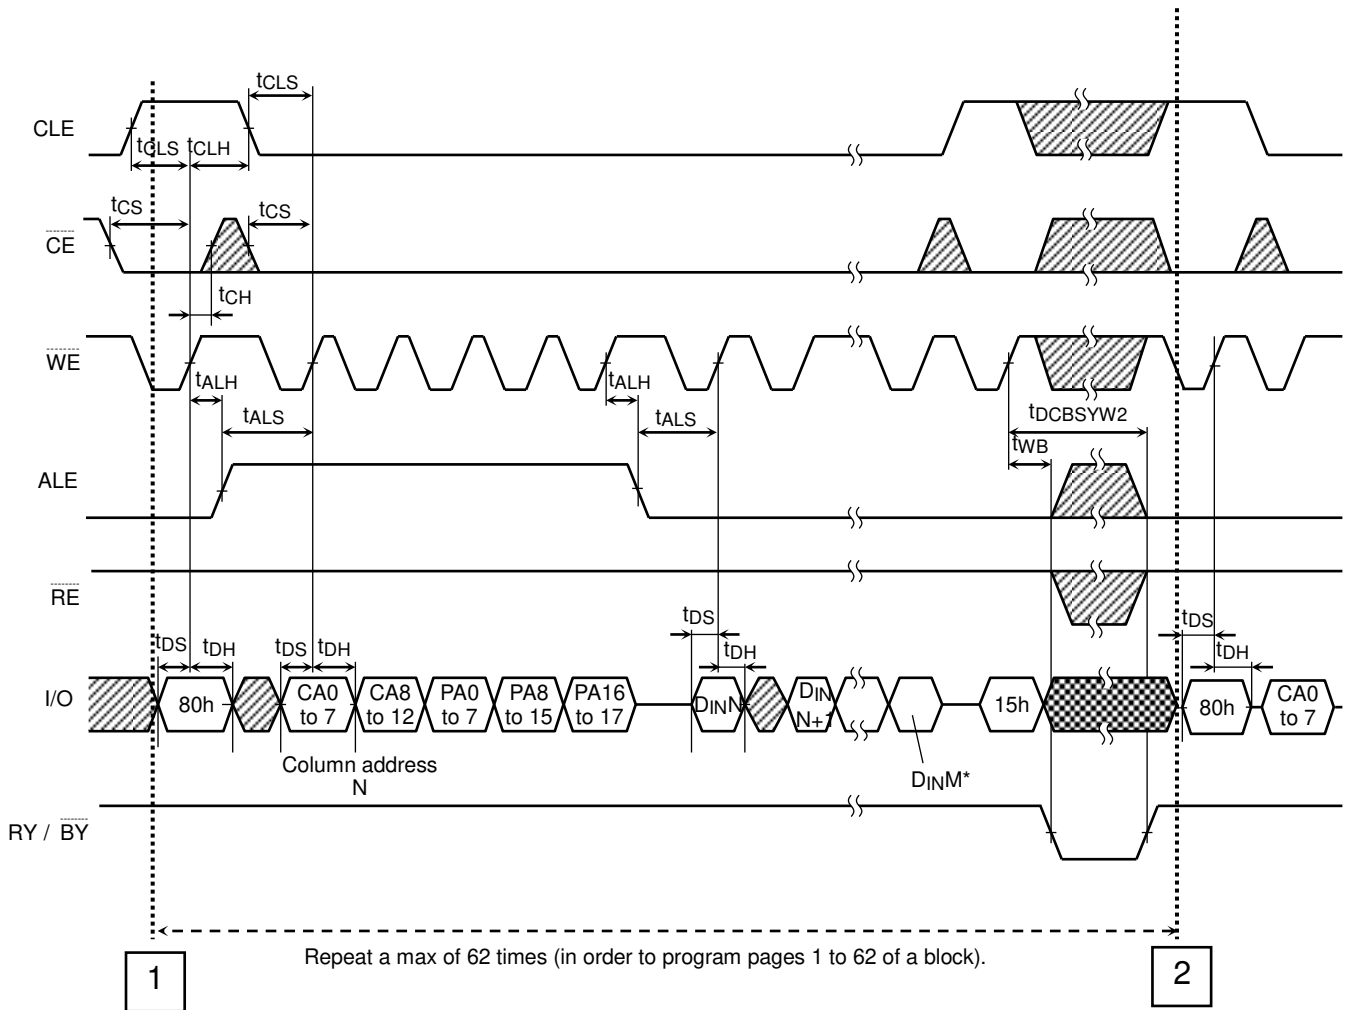 tCLS
CLE
tCLS tCLH
tCS tCS
CE
tCH
WE
tALH tALH
tALS tALS tDCBSYW2
tWB
ALE
RE
tDS tDH tDS tDH tDS tDH tDS tDH
I/O
80h
CA0 to 7
CA8 to 12
PA0 to 7
PA8 to 15
PA16 to 17
DINN
DIN N+1
15h
80h
CA0 to 7
Column address
N
DINM*
RY / BY
Repeat a max of 62 times (in order to program pages 1 to 62 of a block).
1
2